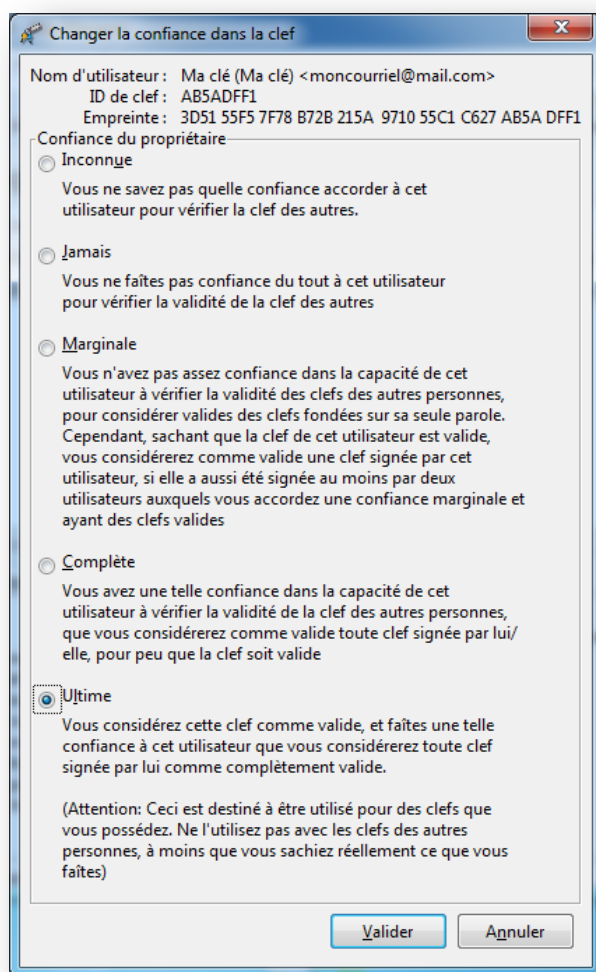 Changer la confiance dans la clef
Nom d'utilisateur : Ma clé (Ma clé) <moncourriel@mail.com>
ID de clef : AB5ADFF1
Empreinte : 3D51 55F5 7F78 B72B 215A 9710 55C1 C627 AB5A DFF1
Confiance du propriétaire
Inconnue
Vous ne savez pas quelle confiance accorder à cet
utilisateur pour vérifier la clef des autres.
Jamais
Vous ne faîtes pas confiance du tout à cet utilisateur
pour vérifier la validité de la clef des autres
Marginale
Vous n'avez pas assez confiance dans la capacité de cet
utilisateur à vérifier la validité des clefs des autres personnes,
pour considérer valides des clefs fondées sur sa seule parole.
Cependant, sachant que la clef de cet utilisateur est valide,
vous considérerez comme valide une clef signée par cet
utilisateur, si elle a aussi été signée au moins par deux
utilisateurs auxquels vous accordez une confiance marginale et
ayant des clefs valides
Complète
Vous avez une telle confiance dans la capacité de cet
utilisateur à vérifier la validité de la clef des autres personnes,
que vous considérerez comme valide toute clef signée par lui/
elle, pour peu que la clef soit valide
Ultime
Vous considérez cette clef comme valide, et faîtes une telle
confiance à cet utilisateur que vous considérerez toute clef
signée par lui comme complètement valide.
(Attention: Ceci est destiné à être utilisé pour des clefs que
vous possédez. Ne l'utilisez pas avec les clefs des autres
personnes, à moins que vous sachiez réellement ce que vous
faîtes)
Valider
Annuler